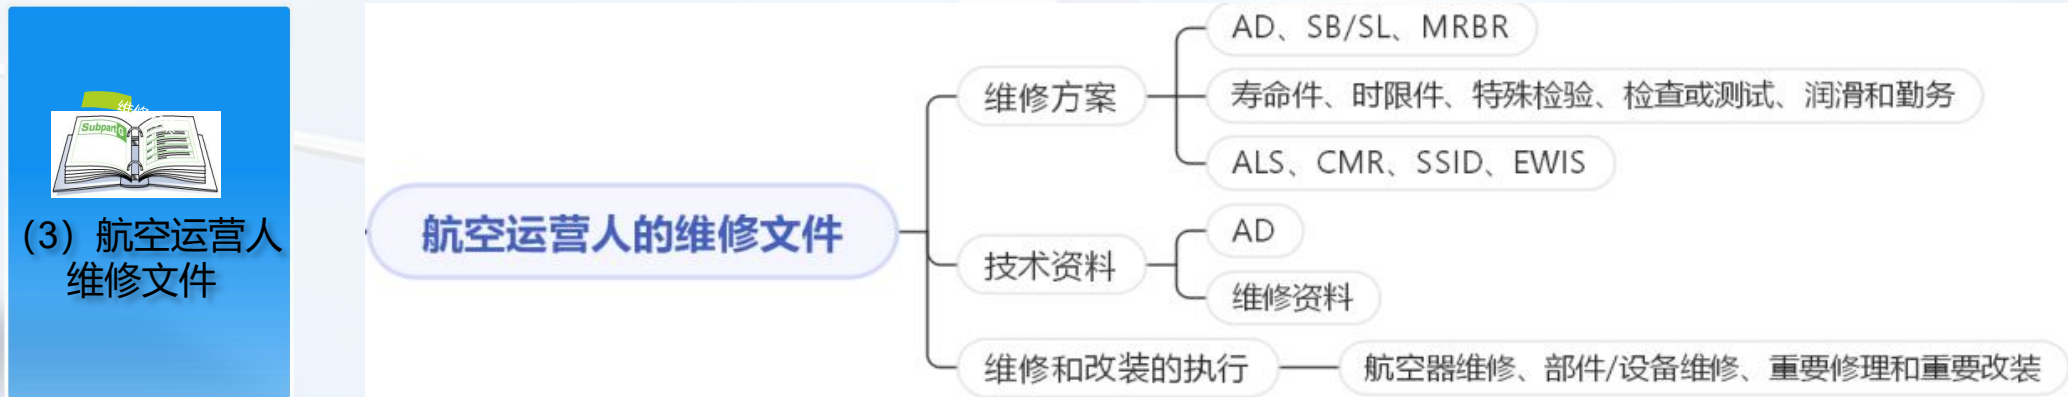 维修
Subpart G
（3）航空运营人
维修文件
航空运营人的维修文件
维修方案
AD、SB/SL、MRBR
寿命件、时限件、特殊检验、检查或测试、润滑和勤务
ALS、CMR、SSID、EWIS
技术资料
AD
维修资料
维修和改装的执行
航空器维修、部件/设备维修、重要修理和重要改装